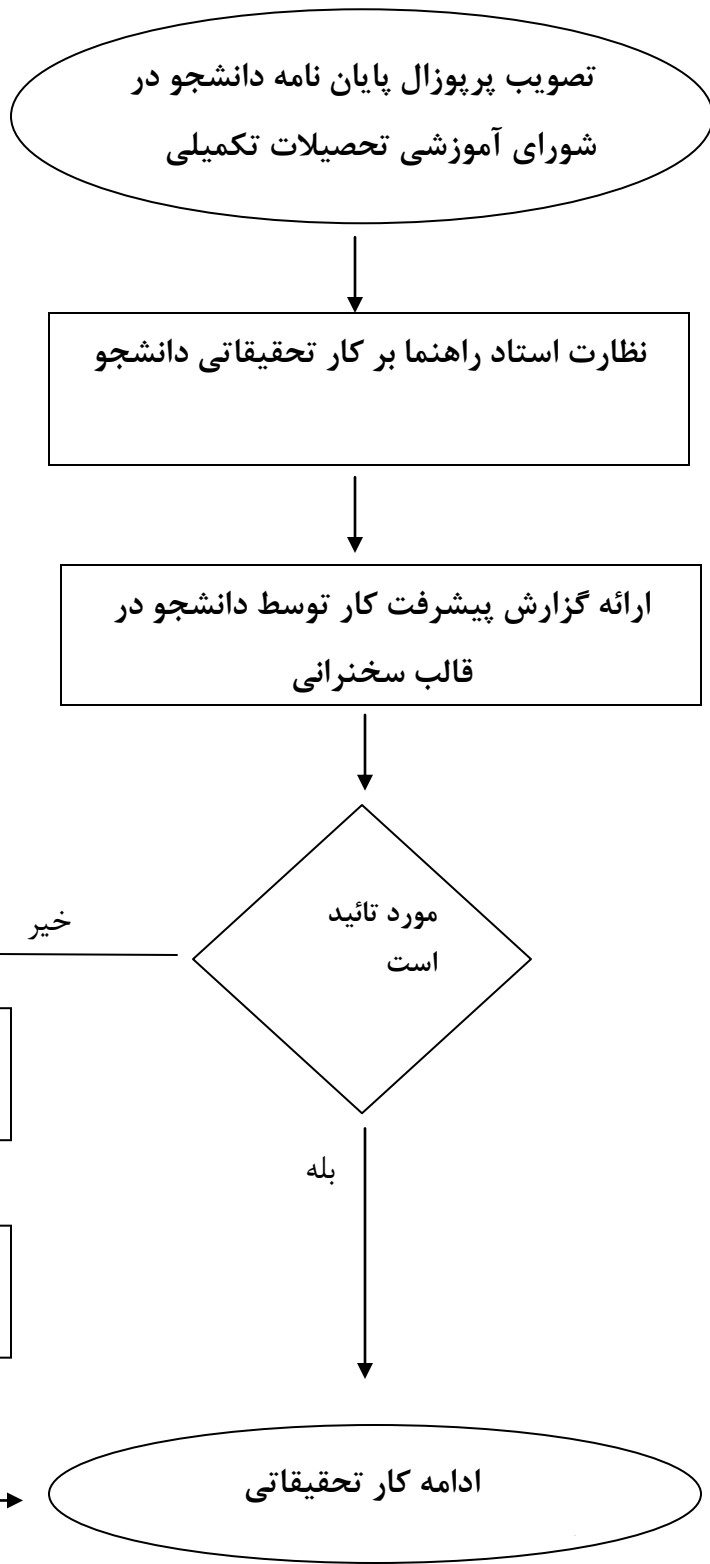 تصویب پرپوزال پایان نامه دانشجو در
شورای آموزشی تحصیلات تکمیلی
نظارت استاد راهنما بر کار تحقیقاتی دانشجو
ارائه گزارش پیشرفت کار توسط دانشجو در
قالب سخنرانی
مورد تائید
است
خیر
بله
ادامه کار تحقیقاتی